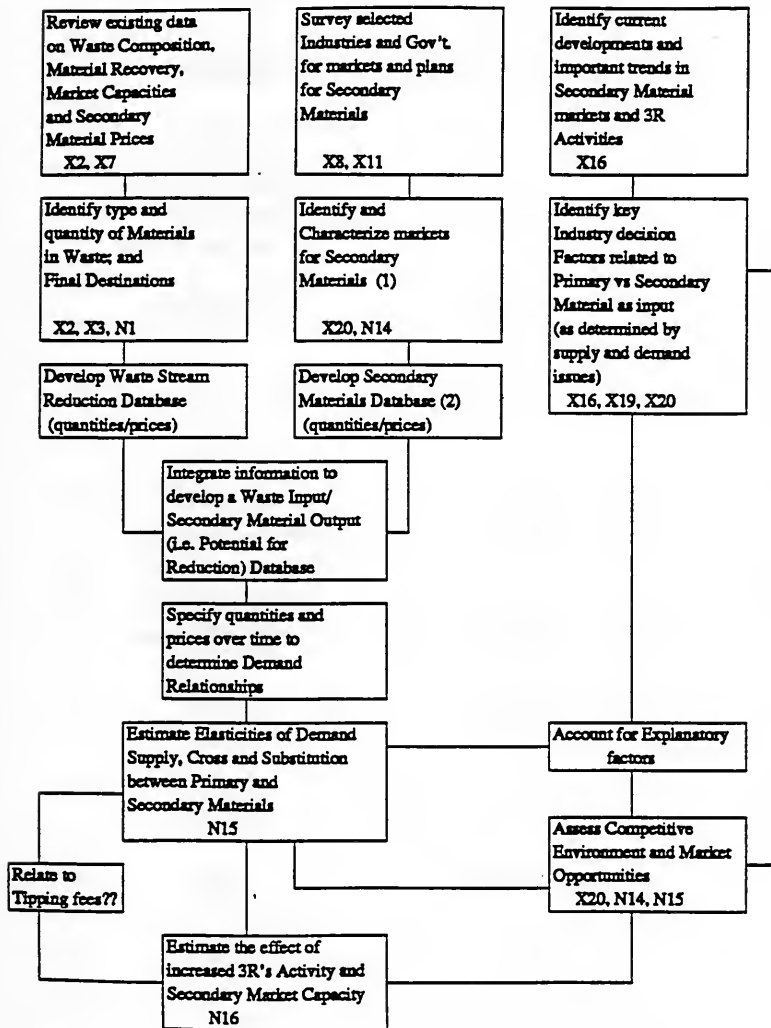 Review existing data
on Waste Composition,
Material Recovery,
Market Capacities
and Secondary
Material Prices
X2, X7
Survey selected
Industries and Gov't.
for markets and plans
for Secondary
Materials
X8, X11
Identify current
developments and
important trends in
Secondary Material
markets and 3R
Activities
X16
Identify type and
quantity of Materials
in Waste; and
Final Destinations
X2, X3, N1
Identify and
Characterize markets
for Secondary
Materials (1)
X20, N14
Identify key
Industry decision
Factors related to
Primary vs Secondary
Material as input
(as determined by
supply and demand
issues)
X16, X19, X20
Develop Waste Stream
Reduction Database
(quantities/prices)
Develop Secondary
Materials Database (2)
(quantities/prices)
Integrate information to
develop a Waste Input/
Secondary Material Output
(i.e. Potential for
Reduction) Database
Specify quantities and
prices over time to
determine Demand
Relationships
Estimate Elasticities of Demand
Supply, Cross and Substitution
between Primary and
Secondary Materials
N15
Account for Explanatory
factors
Assess Competitive
Environment and Market
Opportunities
X20, N14, N15
Relate to
Tipping fees??
Estimate the effect of
increased 3R's Activity and
Secondary Market Capacity
N16